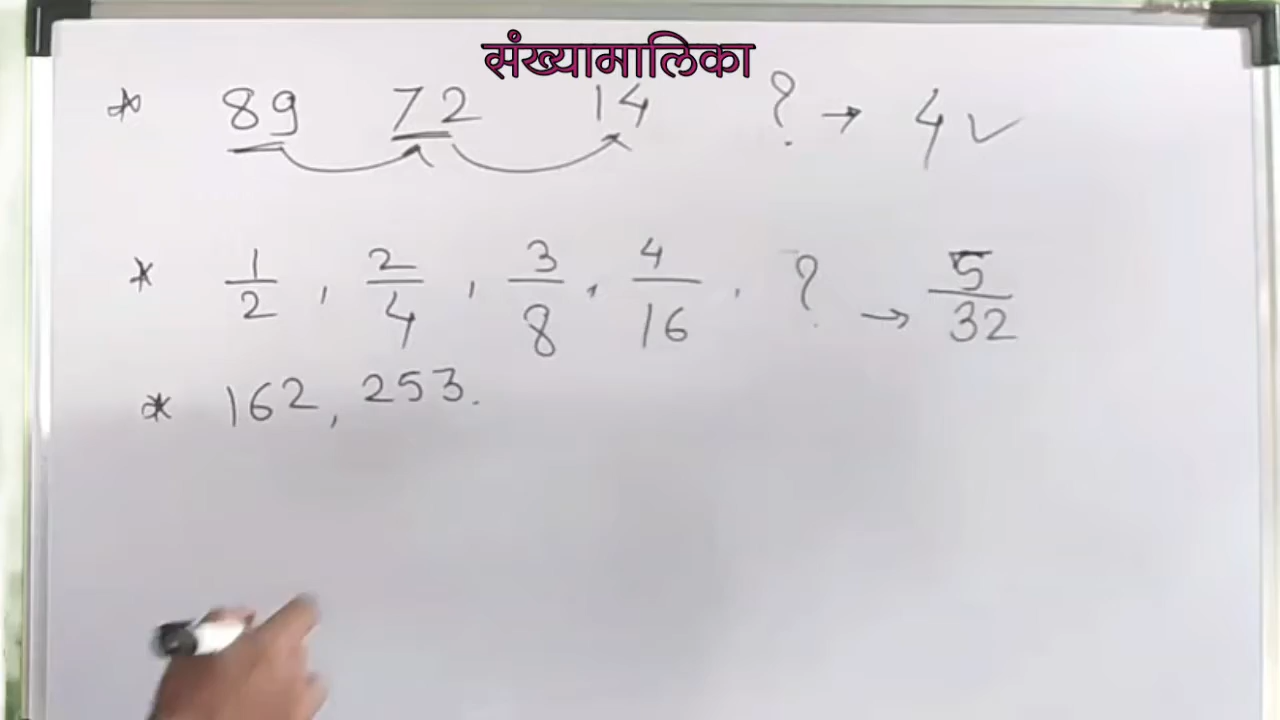 संख्यामालिका
* 89 72 14 ? → 4 ✓
* 1/2 , 2/4 , 3/8 , 4/16 , ? → 5/32
* 162, 253.